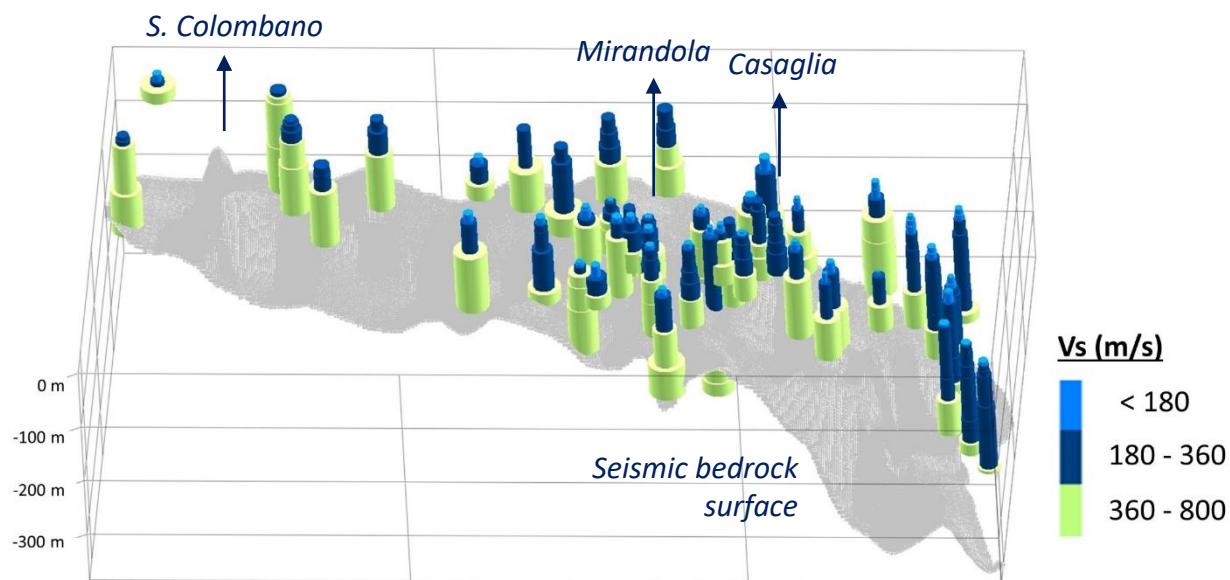 S. Colombano
Mirandola
Casaglia
0 m
-100 m
-200 m
-300 m
Seismic bedrock
surface
Vs (m/s)
< 180
180 - 360
360 - 800